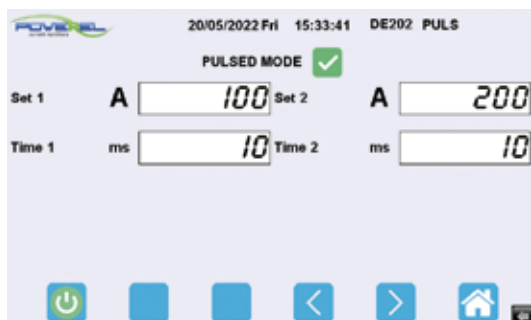 POWEREL
20/05/2022 Fri 15:33:41 DE202 PULS
PULSED MODE
Set 1 A 100 Set 2 A 200
Time 1 ms 10 Time 2 ms 10